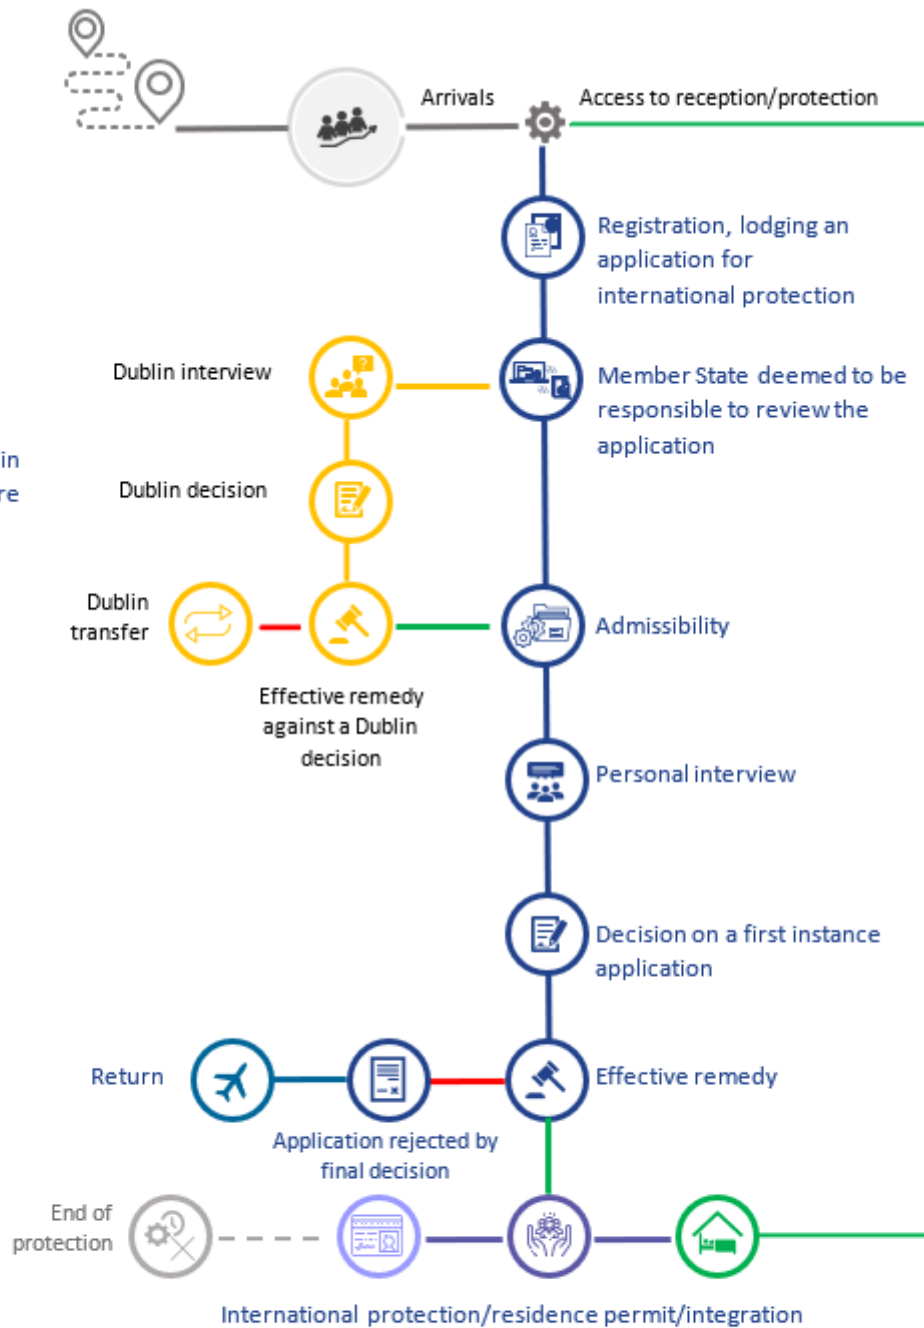 Arrivals
Access to reception/protection
Registration, lodging an
application for
international protection
Dublin interview
Member State deemed to be
responsible to review the
application
in
re
Dublin decision
Dublin
transfer
Admissibility
Effective remedy
against a Dublin
decision
Personal interview
Decision on a first instance
application
Return
Effective remedy
Application rejected by
final decision
End of
protection
International protection/residence permit/integration